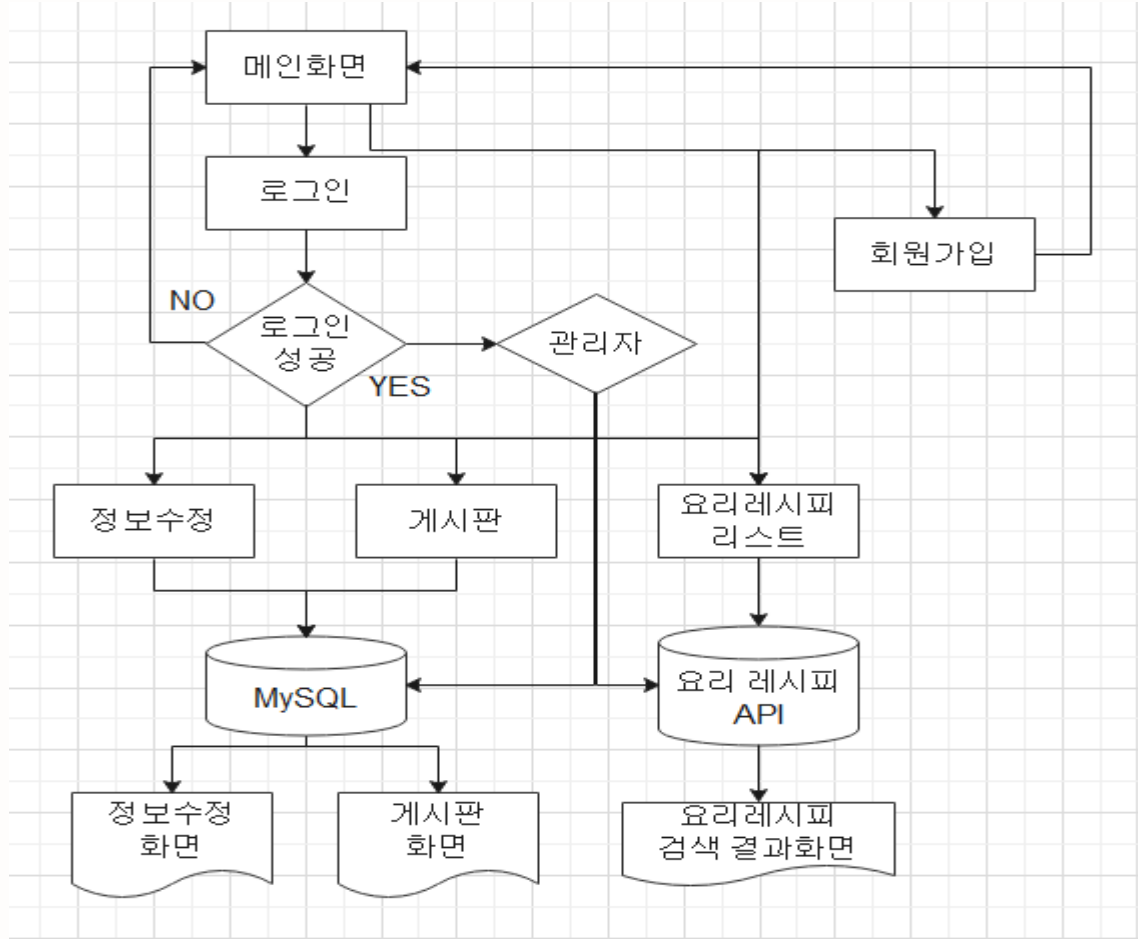 메인화면
로그인
회원가입
NO
로그인
성공
관리자
YES
정보수정
게시판
요리레시피
리스트
MySQL
요리 레시피
API
정보수정
화면
게시판
화면
요리레시피
검색 결과화면